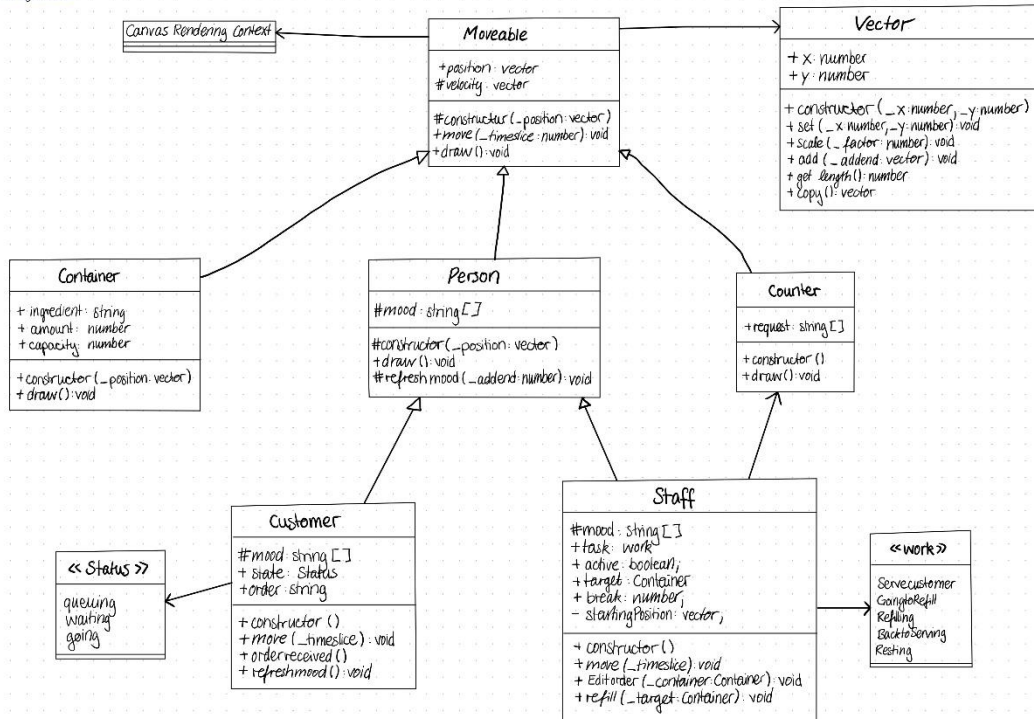 Canvas Rendering Context
Moveable
+position: vector
#velocity: vector
#constructur(_position:vector)
+move(_timeslice:number):void
+draw():void
Vector
+ x: number
+ y: number
+ constructor (_x:number,_y:number)
+ set (_x number,_y:number):void
+ scale (_factor: number): void
+ add (_addend: vector): void
+ get length(): number
+ copy(): vector
Container
+ ingredient: string
+ amount: number
+ capacity: number
+constructor(_position:vector)
+ draw():void
Person
#mood: string[]
#constructor(_position:vector)
+draw():void
#refreshmood(_addend:number): void
Counter
+request: string[]
+constructor ()
+draw():void
Customer
#mood: string[]
+ state: Status
+order: string
+ constructor ()
+ move (_timeslice): void
+ orderreceived ()
+ refreshmood(): void
<< Status >>
queuing
waiting
going
Staff
#mood: string[]
+task: work
+ active: boolean;
+target: Container
+ break: number;
- startingPosition: vector;
+ constructor()
+ move(_timeslice): void
+ Editorder (_container:Container): void
+ refill (_target: Container): void
<<work>>
Servecustomer
GoingtoRefill
Refilling
BacktoServing
Resting